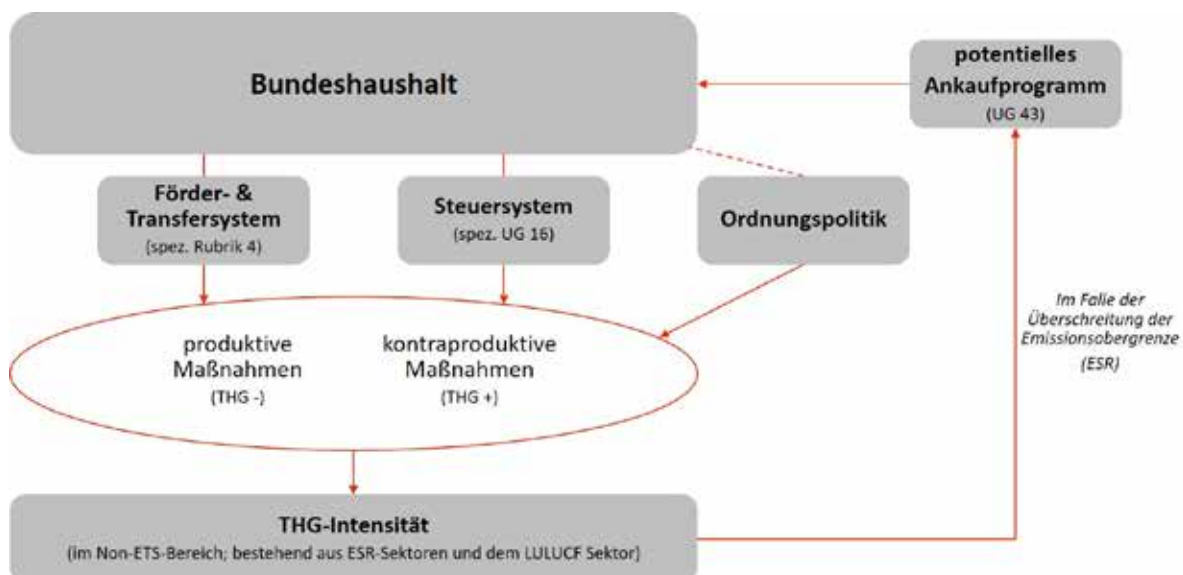 Bundeshaushalt
potentielles
Ankaufprogramm
(UG 43)
Förder- &
Transfersystem
(spez. Rubrik 4)
Steuersystem
(spez. UG 16)
Ordnungspolitik
Im Falle der
Überschreitung der
Emissionsobergrenze
(ESR)
produktive
Maßnahmen
(THG -)
kontraproduktive
Maßnahmen
(THG +)
THG-Intensität
(im Non-ETS-Bereich; bestehend aus ESR-Sektoren und dem LULUCF Sektor)